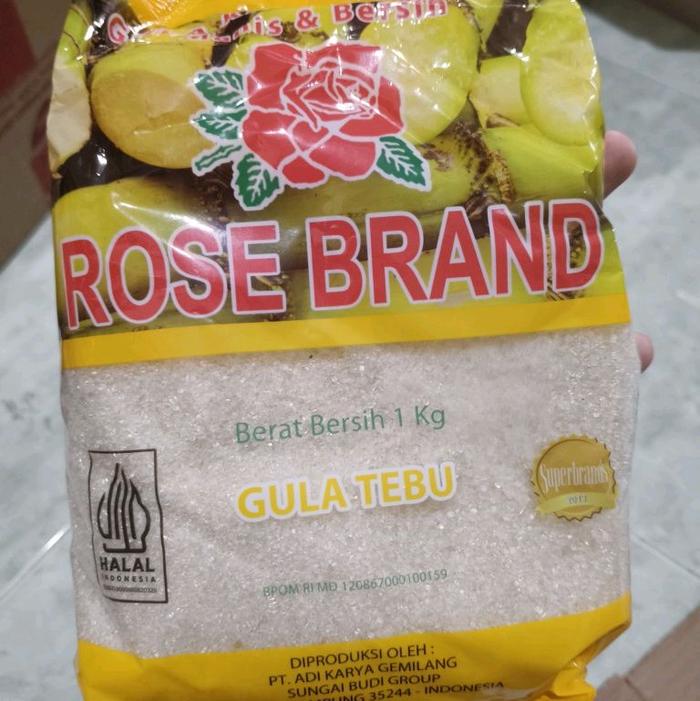 & Bersih
ROSE BRAND
Berat Bersih 1 Kg
GULA TEBU
Superbrands
HALAL
INDONESIA
BPOM RI MD 120867000100159
DIPRODUKSI OLEH :
PT. ADI KARYA GEMILANG
SUNGAI BUDI GROUP
35244 - INDONESIA